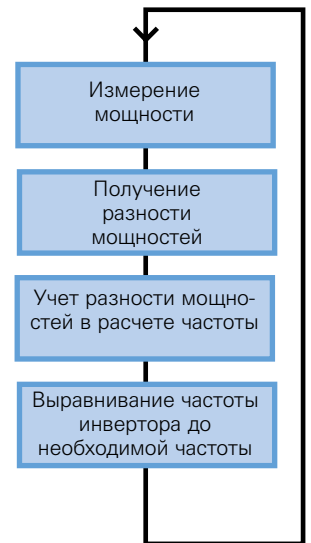 Измерение
мощности
Получение
разности
мощностей
Учет разности мощно-
стей в расчете частоты
Выравнивание частоты
инвертора до
необходимой частоты